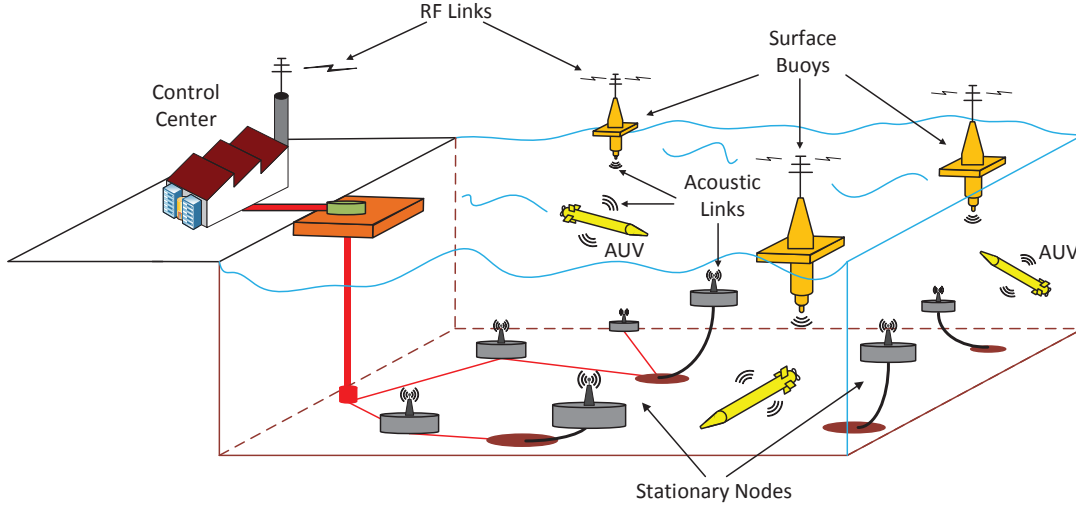 RF Links
Surface
Buoys
Control
Center
Acoustic
Links
AUV
AUV
Stationary Nodes